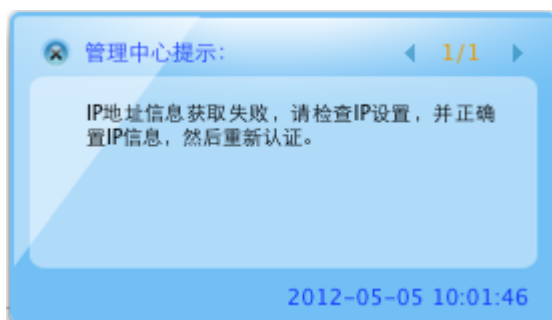 管理中心提示:
1/1
IP地址信息获取失败，请检查IP设置，并正确
置IP信息，然后重新认证。
2012-05-05 10:01:46